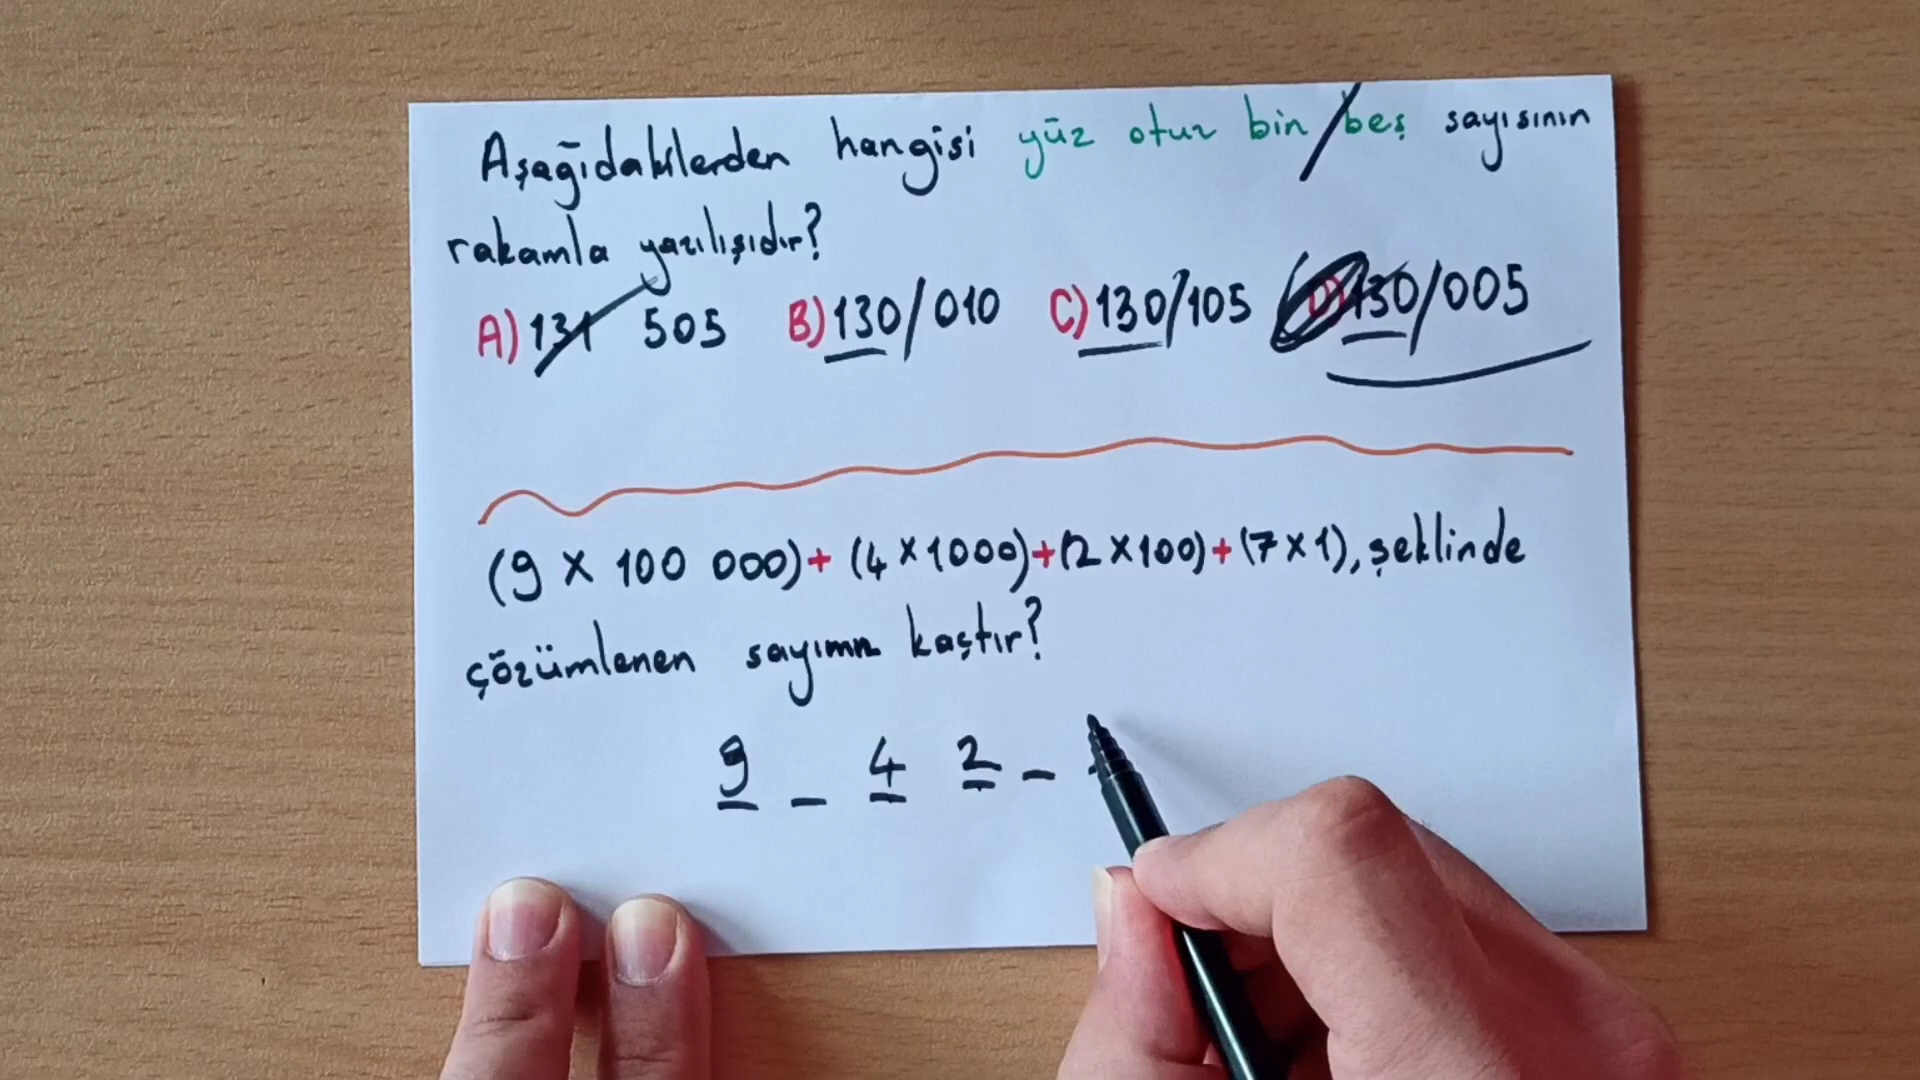 Aşağıdakilerden hangisi yüz otuz bin / beş sayısının
rakamla yazılışıdır?
A) 131 505 B) 130/010 C) 130/105 D) 130/005
(9 x 100 000) + (4 x 1000) + (2 x 100) + (7 x 1), şeklinde
çözümlenen sayımız kaçtır?
9 _ 4 2 _